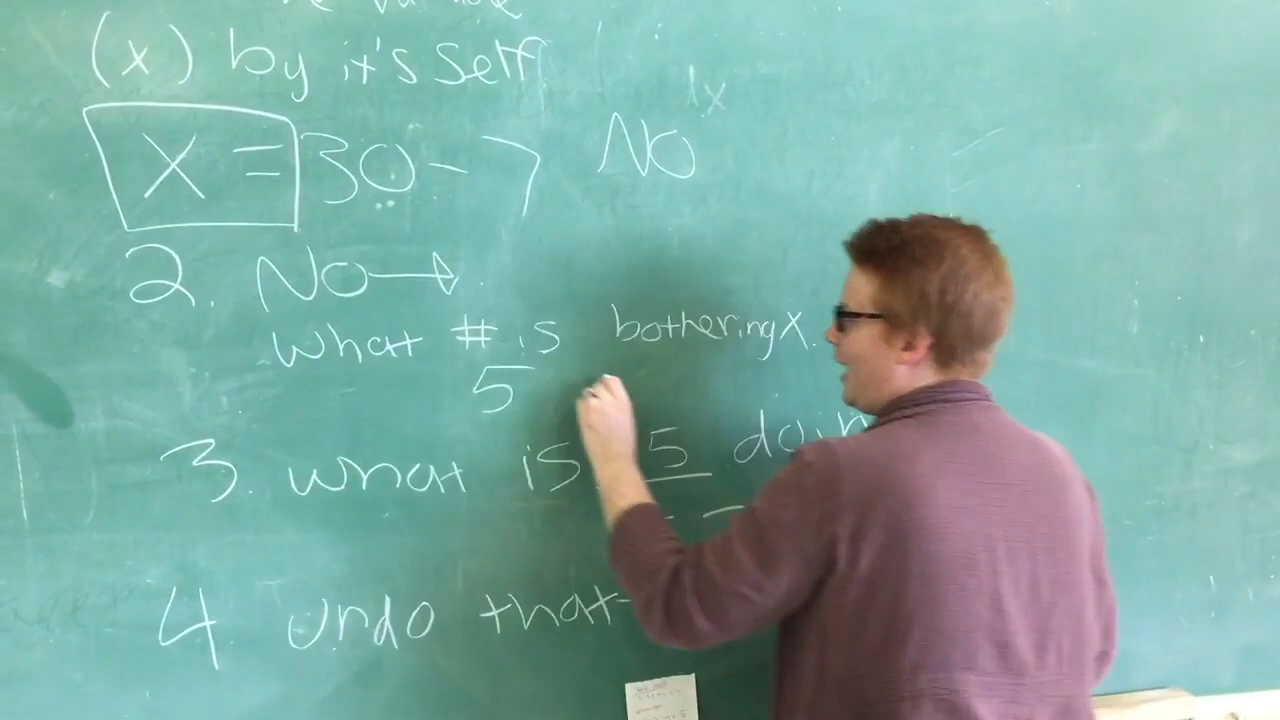 (x) by it's self
1x
X = 30 - 7 NO
2. NO →
What # is bothering X.
5
3. what is 5 doin
4. undo that